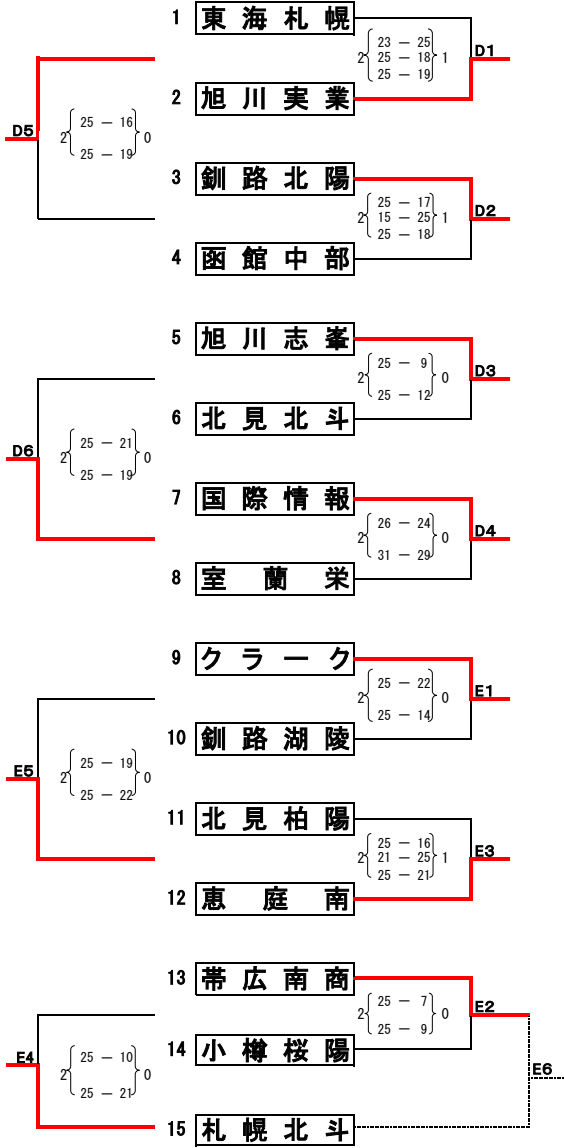 1 東海札幌
2 23 － 25 1
25 － 18
25 － 19
D1
2 旭川実業
D5
2 25 － 16 0
25 － 19
3 釧路北陽
2 25 － 17 1
15 － 25
25 － 18
D2
4 函館中部
5 旭川志峯
2 25 － 9 0
25 － 12
D3
6 北見北斗
D6
2 25 － 21 0
25 － 19
7 国際情報
2 26 － 24 0
31 － 29
D4
8 室蘭栄
9 クラーク
2 25 － 22 0
25 － 14
E1
10 釧路湖陵
E5
2 25 － 19 0
25 － 22
11 北見柏陽
2 25 － 16 1
21 － 25
25 － 21
E3
12 恵庭南
13 帯広南商
2 25 － 7 0
25 － 9
E2
14 小樽桜陽
E4
2 25 － 10 0
25 － 21
E6
15 札幌北斗